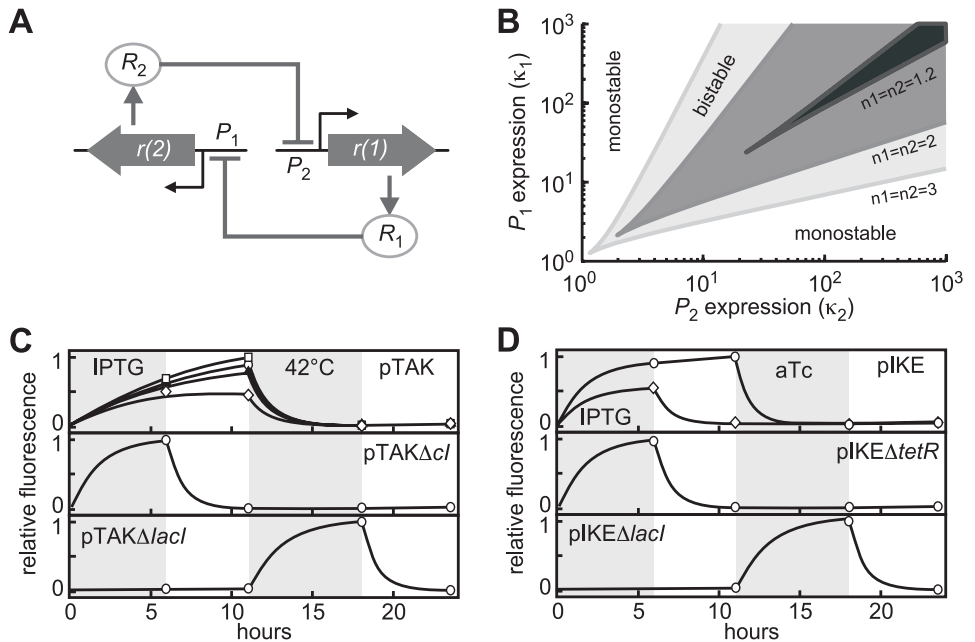 A
R2
r(2)
P1
P2
r(1)
R1
B
P1 expression (κ1)
10^3
10^2
10^1
10^0
monostable
bistable
n1=n2=1.2
n1=n2=2
n1=n2=3
monostable
10^0
10^1
10^2
10^3
P2 expression (κ2)
C
relative fluorescence
1
0
IPTG
42°C
pTAK
1
0
pTAKΔcI
1
0
pTAKΔlacI
0
5
10
15
20
hours
D
relative fluorescence
1
0
IPTG
aTc
pIKE
1
0
pIKEΔtetR
1
0
pIKEΔlacI
0
5
10
15
20
hours